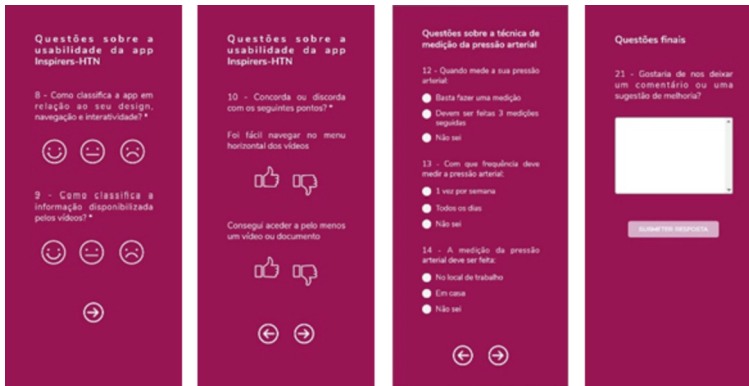 Questões sobre a
usabilidade da app
Inspirers-HTN
8 - Como classifica a app em
relação ao seu design,
navegação e interatividade? *
9 - Como classifica a
informação disponibilizada
pelos vídeos? *
Questões sobre a
usabilidade da app
Inspirers-HTN
10 - Concorda ou discorda
com os seguintes pontos? *
Foi fácil navegar no menu
horizontal dos vídeos
Consegui aceder a pelo menos
um vídeo ou documento
Questões sobre a técnica de
medição da pressão arterial
12 - Quando mede a sua pressão
arterial:
Basta fazer uma medição
Devem ser feitas 3 medições
seguidas
Não sei
13 - Com que frequência deve
medir a pressão arterial:
1 vez por semana
Todos os dias
Não sei
14 - A medição da pressão
arterial deve ser feita:
No local de trabalho
Em casa
Não sei
Questões finais
21 - Gostaria de nos deixar
um comentário ou uma
sugestão de melhoria?
SUBMETER RESPOSTA